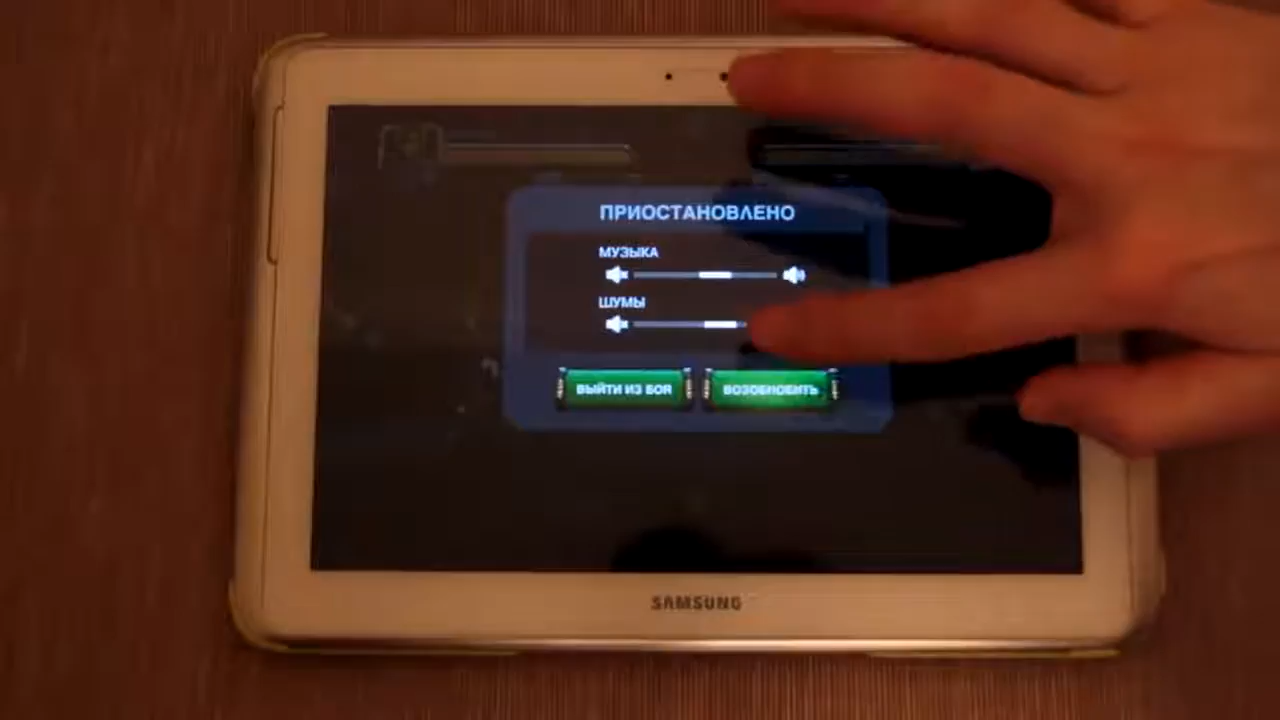 ПРИОСТАНОВЛЕНО
МУЗЫКА
ШУМЫ
ВЫЙТИ ИЗ БОЯ
ВОЗОБНОВИТЬ
SAMSUNG